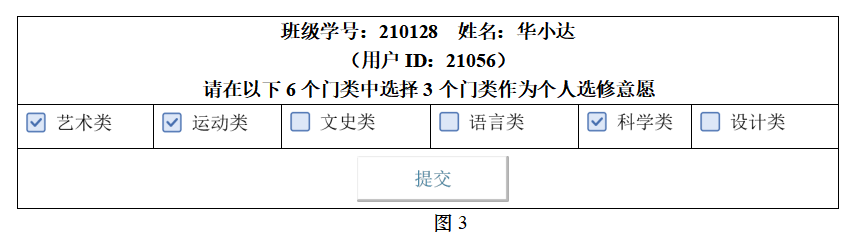 班级学号：210128 姓名：华小达
（用户 ID：21056）
请在以下 6 个门类中选择 3 个门类作为个人选修意愿
艺术类 运动类 文史类 语言类 科学类 设计类
提交
图 3